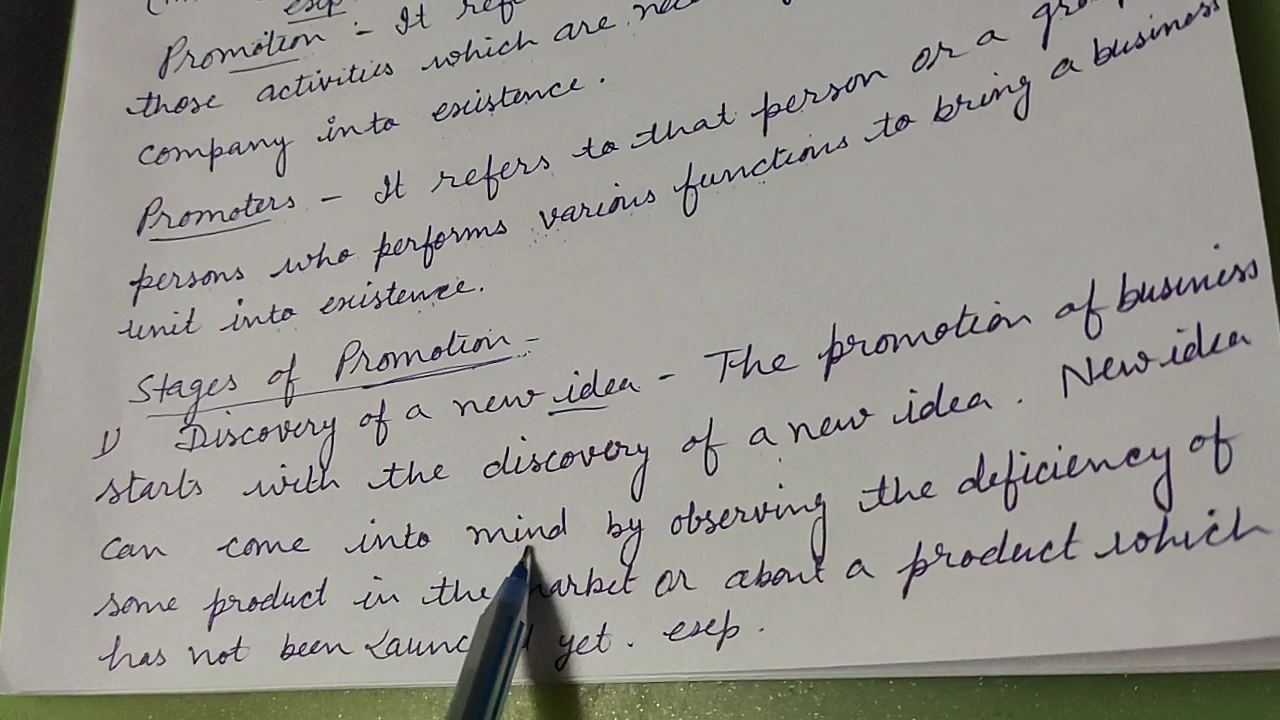 Promotion - It
those activities which are
company into existence.
Promoters - It refers to that person or a
persons who performs various functions to bring a business
unit into existence.
Stages of Promotion -
1) Discovery of a new idea - The promotion of business
starts with the discovery of a new idea. New idea
can come into mind by observing the deficiency of
some product in the market or about a product which
has not been Launched yet.